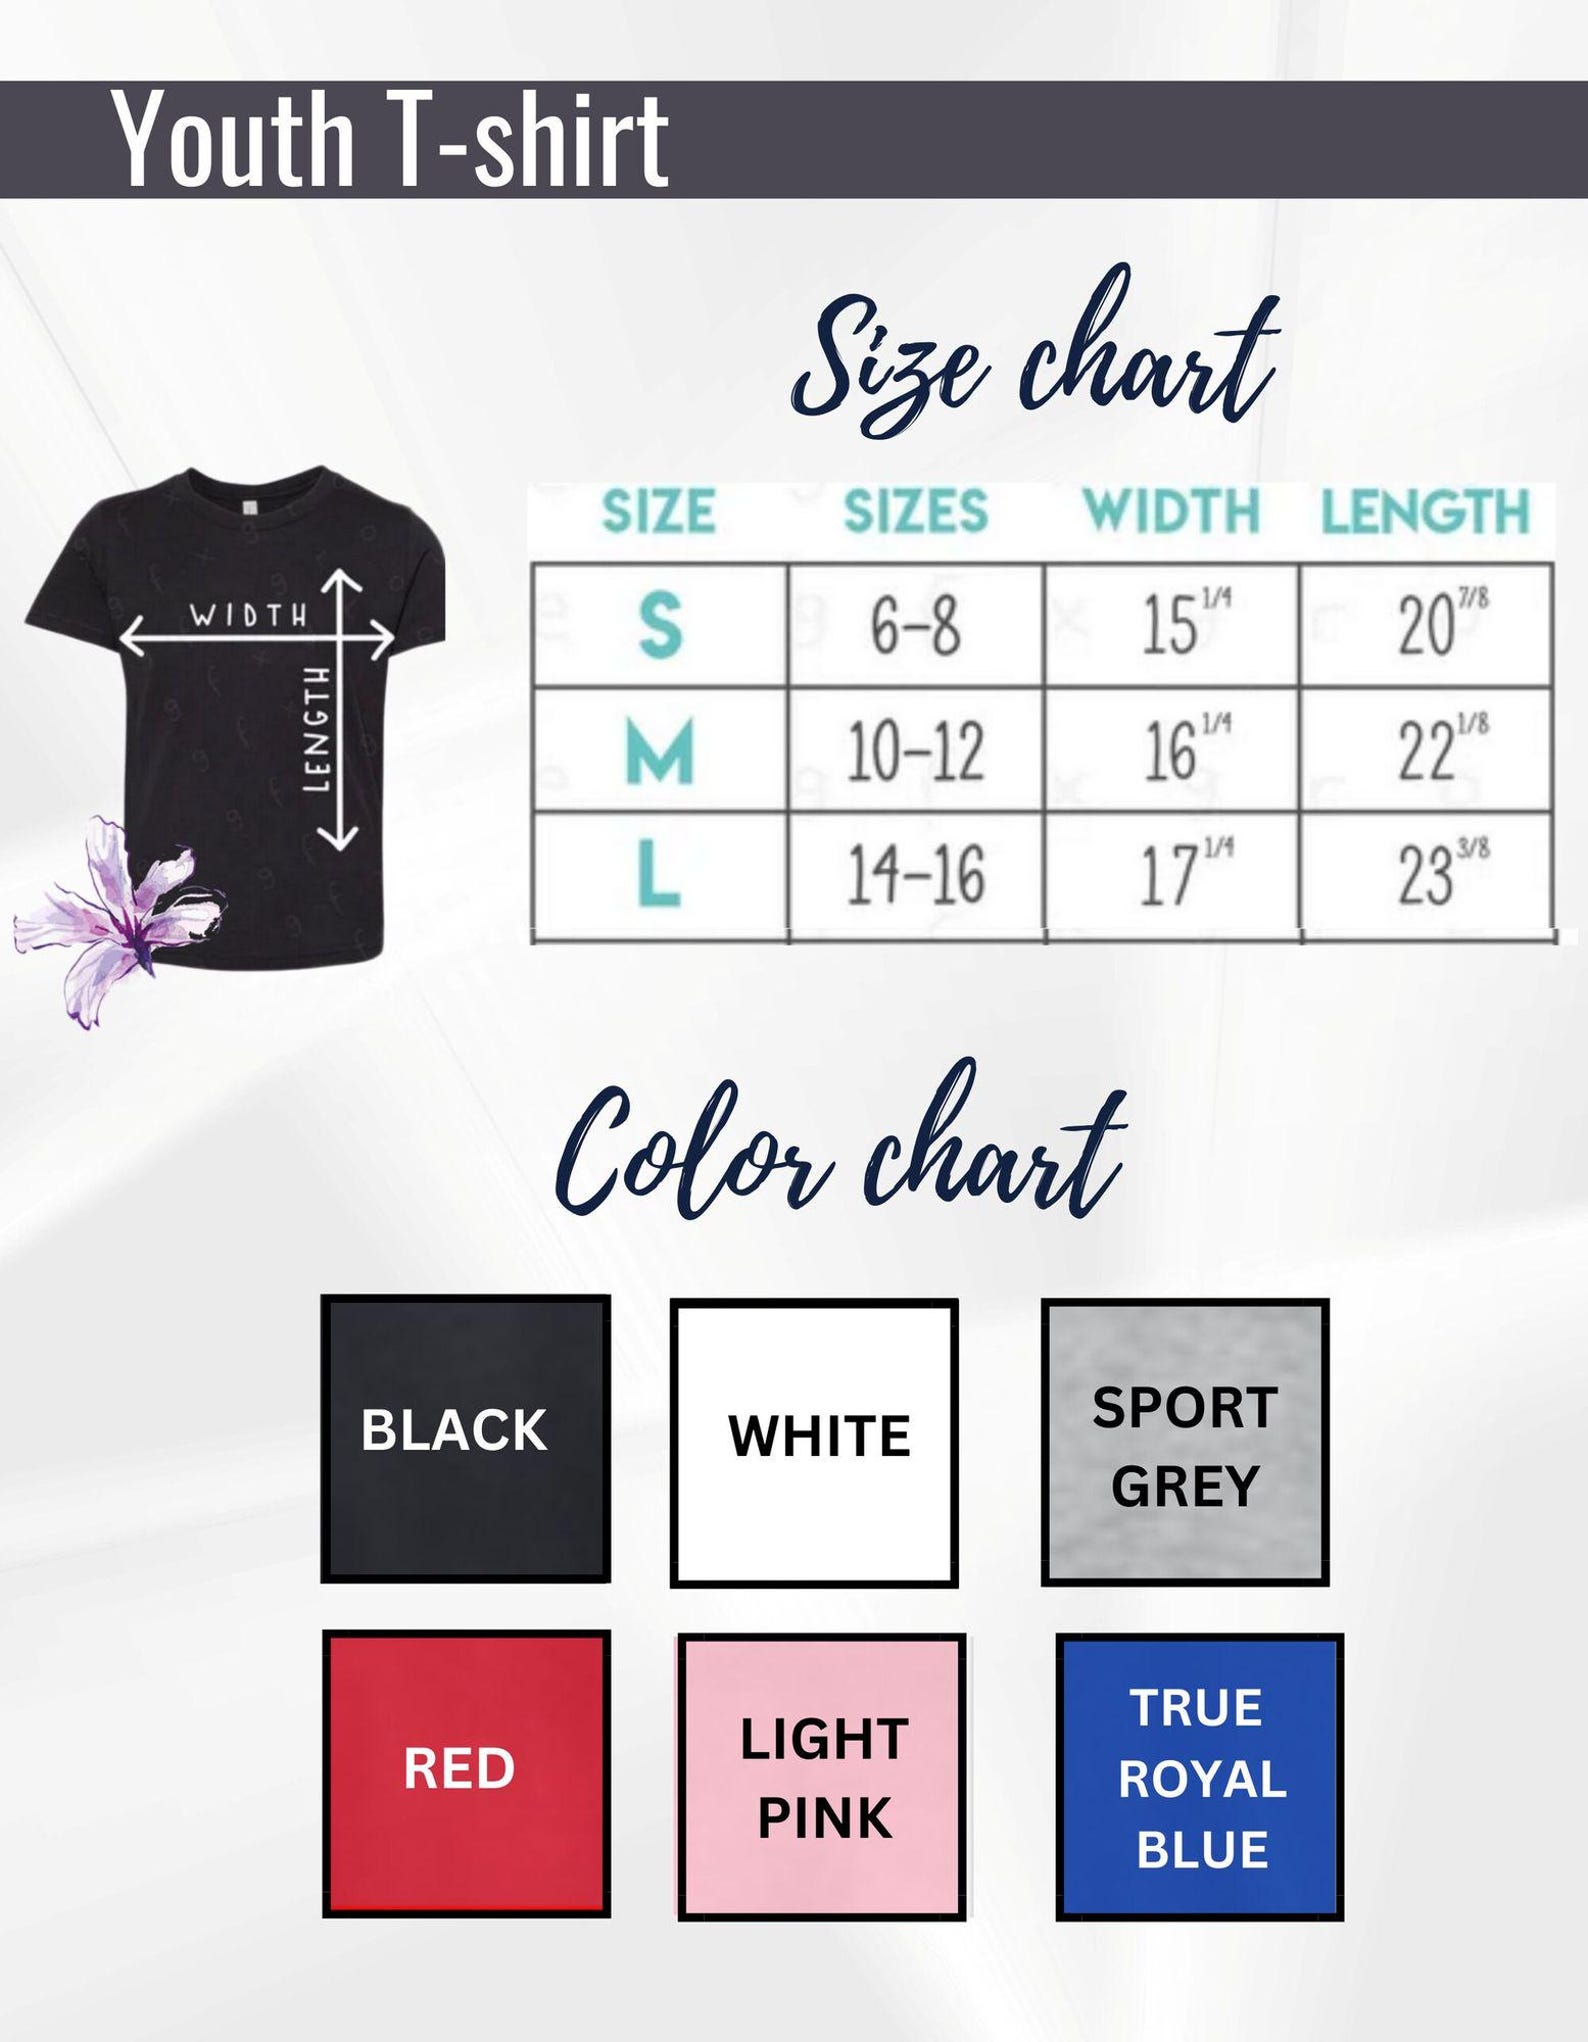 Youth T-shirt
Size chart
SIZE SIZES WIDTH LENGTH
S 6-8 15 1/4 20 7/8
M 10-12 16 1/4 22 1/8
L 14-16 17 1/4 23 3/8
WIDTH
LENGTH
Color chart
BLACK
WHITE
SPORT
GREY
RED
LIGHT
PINK
TRUE
ROYAL
BLUE